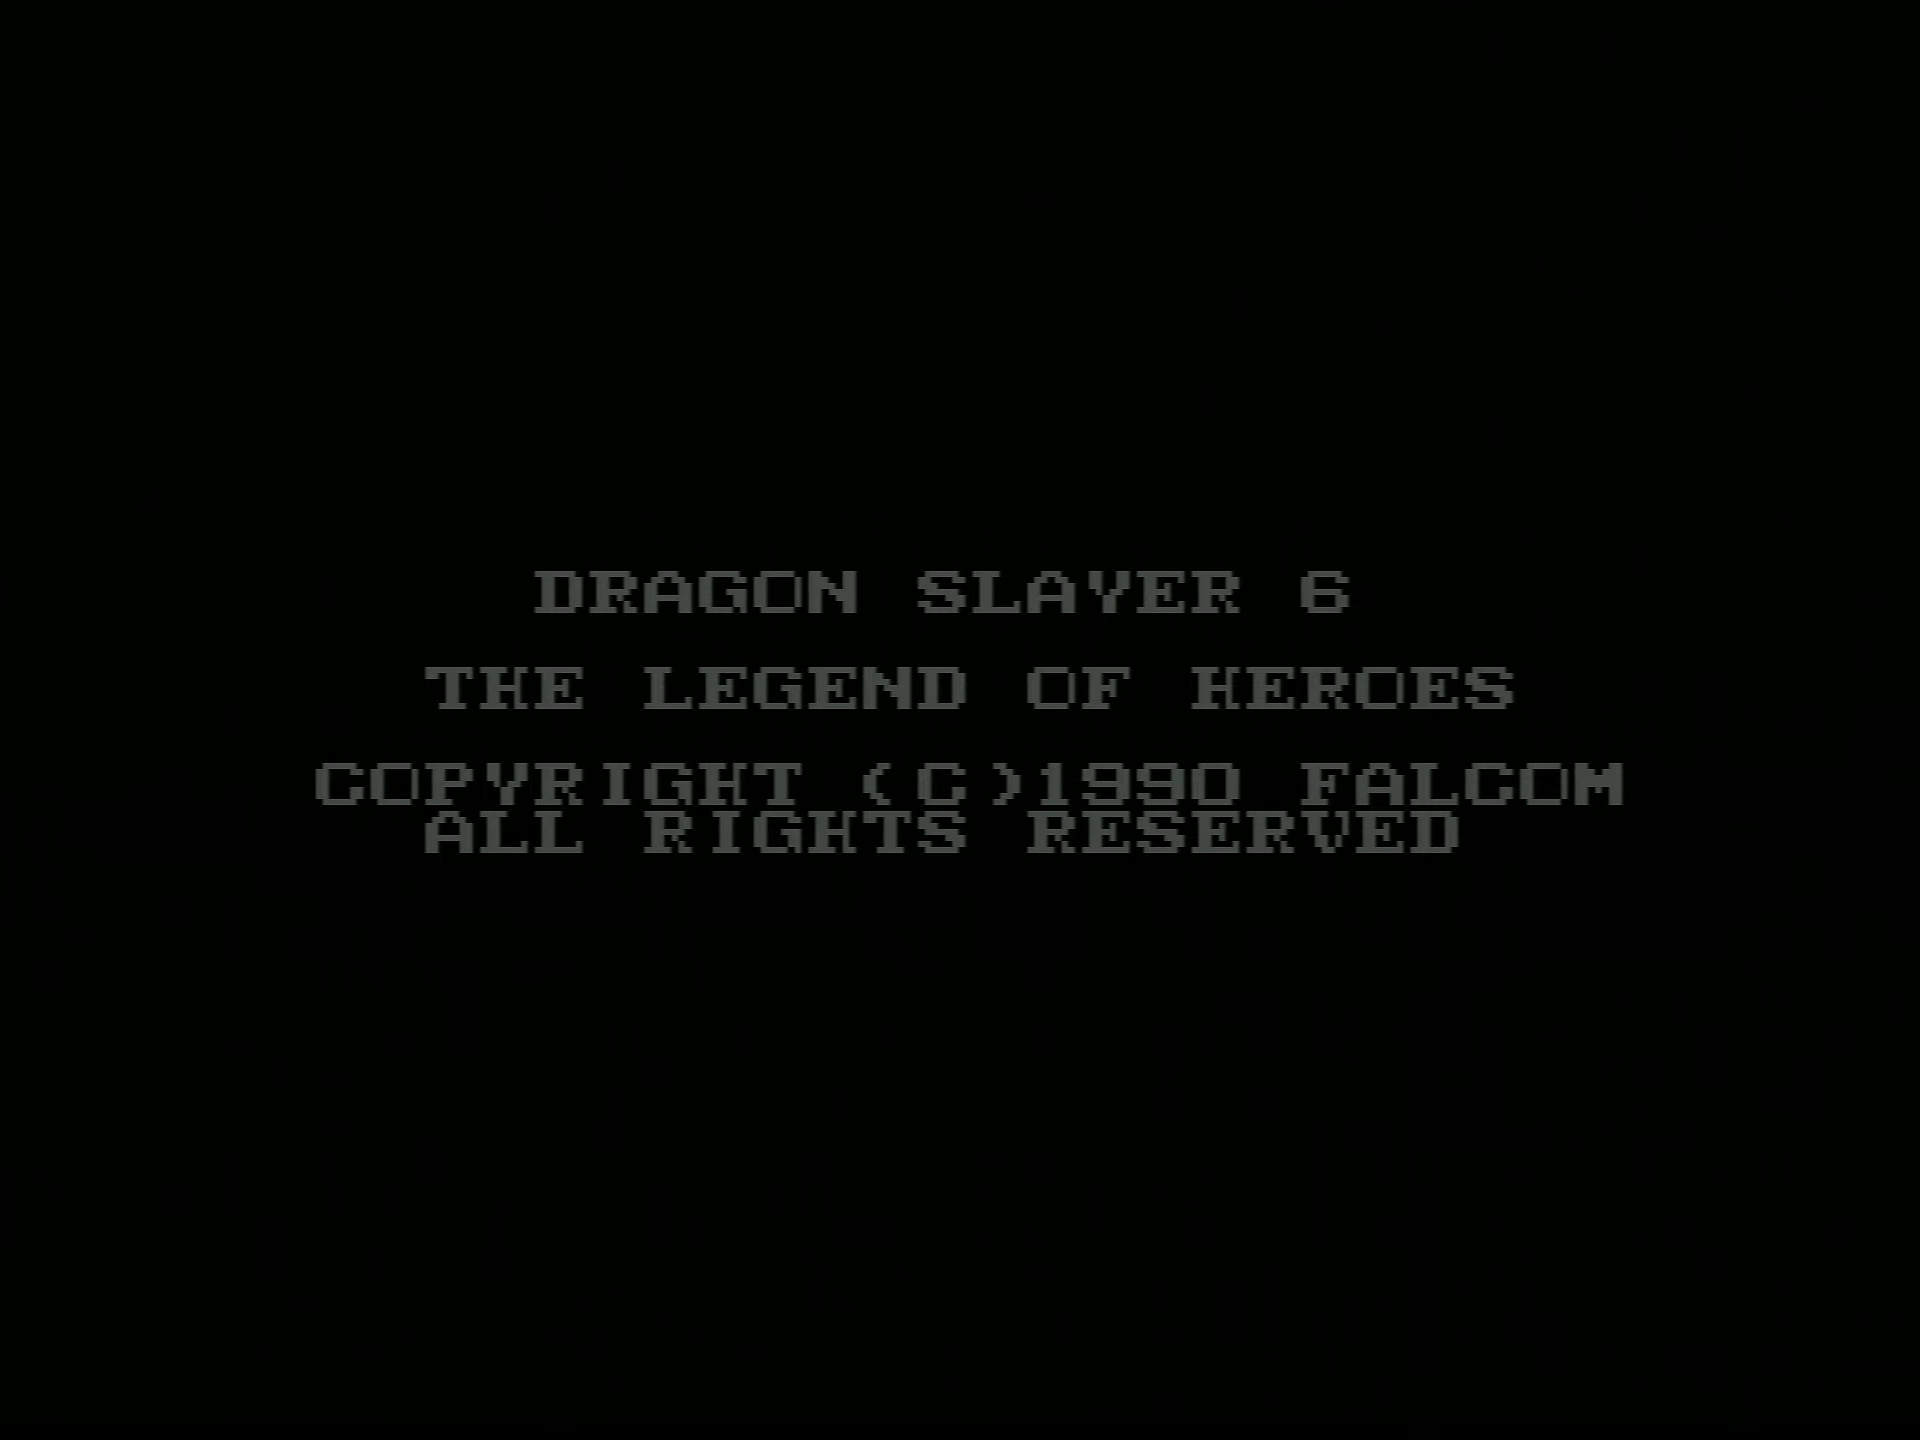 DRAGON SLAYER 6
THE LEGEND OF HEROES
COPYRIGHT (C)1990 FALCOM
ALL RIGHTS RESERVED